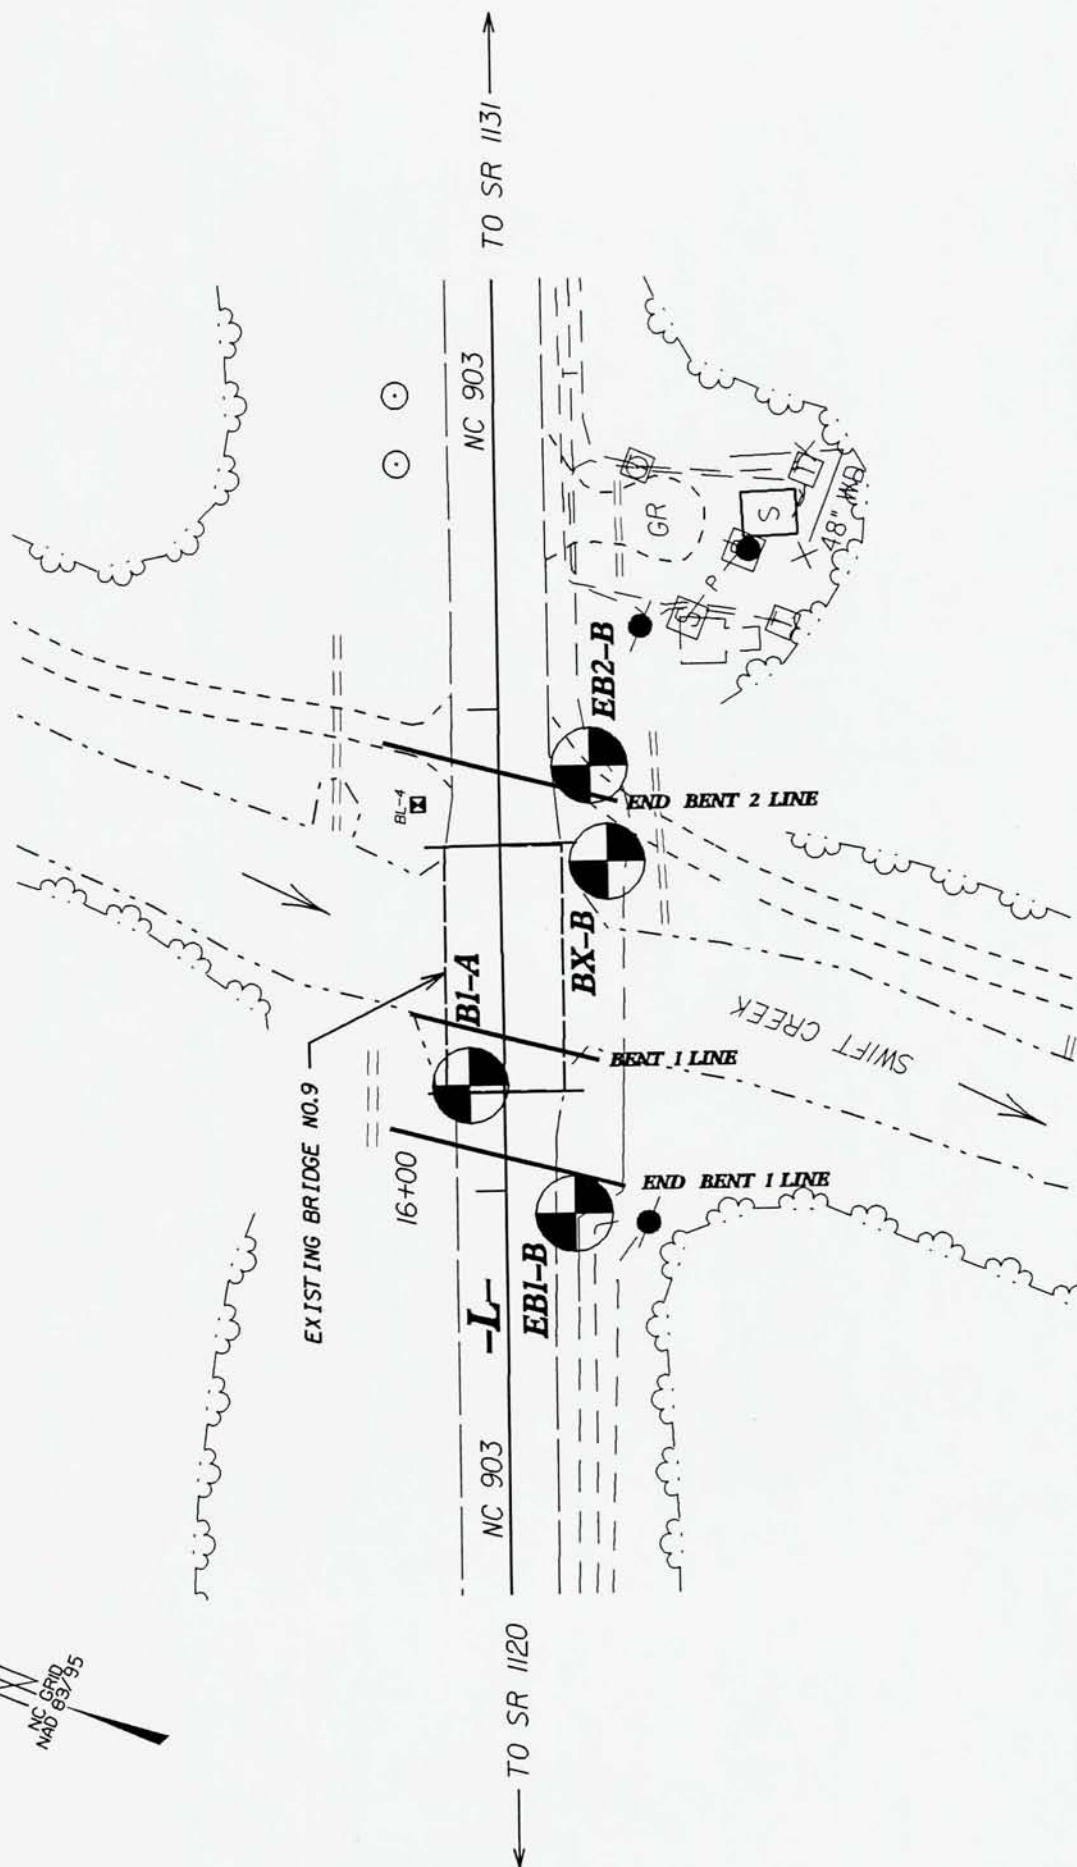 TO SR 1131
NC 903
T
GR
S
48" WD
P
S
T
T
EB2-B
END BENT 2 LINE
BL-4
BX-B
B1-A
BENT 1 LINE
SWIFT CREEK
EXISTING BRIDGE NO.9
16+00
END BENT 1 LINE
-L-
EB1-B
NC 903
TO SR 1120
NC GRID
NAD 83/95